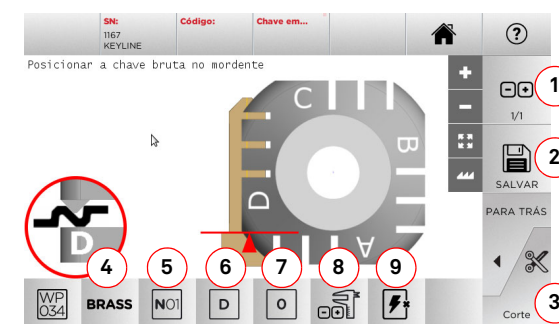 SN:
1167
KEYLINE
Código:
Chave em...
?
Posicionar a chave bruta no mordente
C
B
A
D
D
1/1
1
SALVAR
2
PARA TRÁS
Corte
3
4
5
6
7
8
9
WP
034
BRASS
N01
D
0